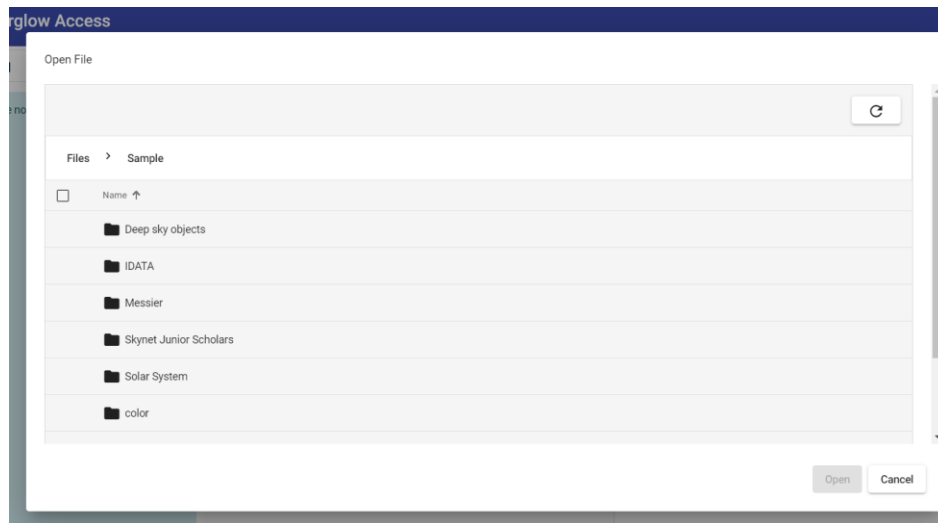 rglow Access
Open File
e no
Files > Sample
Name ↑
Deep sky objects
IDATA
Messier
Skynet Junior Scholars
Solar System
color
Open Cancel